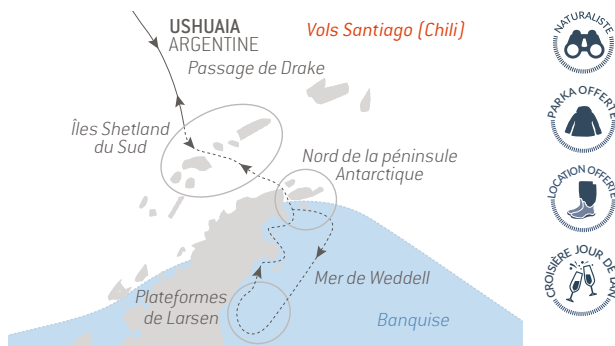 USHUAIA
ARGENTINE
Vols Santiago (Chili)
Passage de Drake
Îles Shetland
du Sud
Nord de la péninsule
Antarctique
Mer de Weddell
Plateformes
de Larsen
Banquise
NATURALISTE
PARKA OFFERTE
LOCATION OFFERTE
CROISIÈRE JOUR DE L'AN